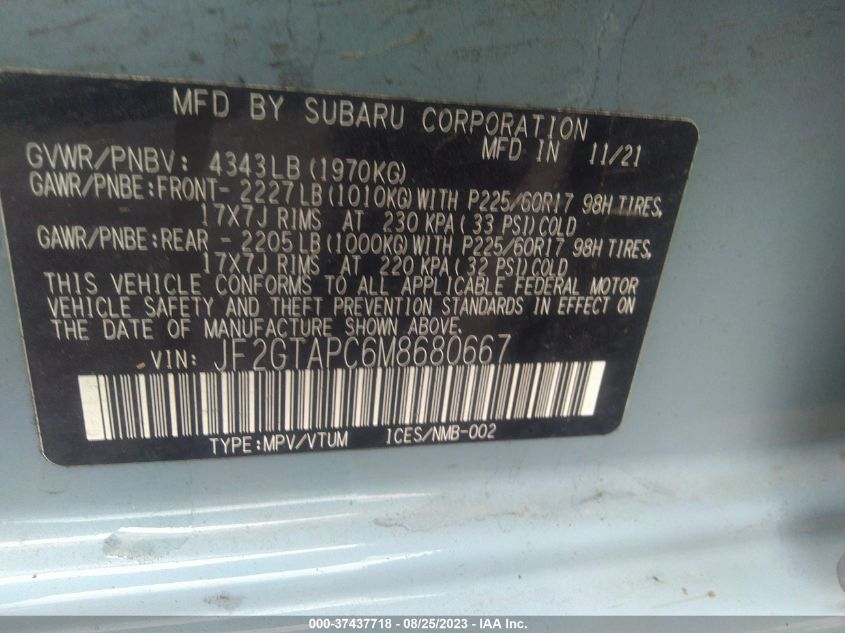 MFD BY SUBARU CORPORATION
MFD IN 11/21
GVWR/PNBV: 4343LB(1970KG)
GAWR/PNBE:FRONT- 2227LB(1010KG)WITH P225/60R17 98H TIRES,
17X7J RIMS AT 230 KPA( 33 PSI)COLD
GAWR/PNBE:REAR - 2205LB(1000KG)WITH P225/60R17 98H TIRES,
17X7J RIMS AT 220 KPA( 32 PSI)COLD
THIS VEHICLE CONFORMS TO ALL APPLICABLE FEDERAL MOTOR
VEHICLE SAFETY AND THEFT PREVENTION STANDARDS IN EFFECT ON
THE DATE OF MANUFACTURE SHOWN ABOVE.
VIN: JF2GTAPC6M8680667
TYPE:MPV/VTUM ICES/NMB-002
000-37437718 - 08/25/2023 - IAA Inc.